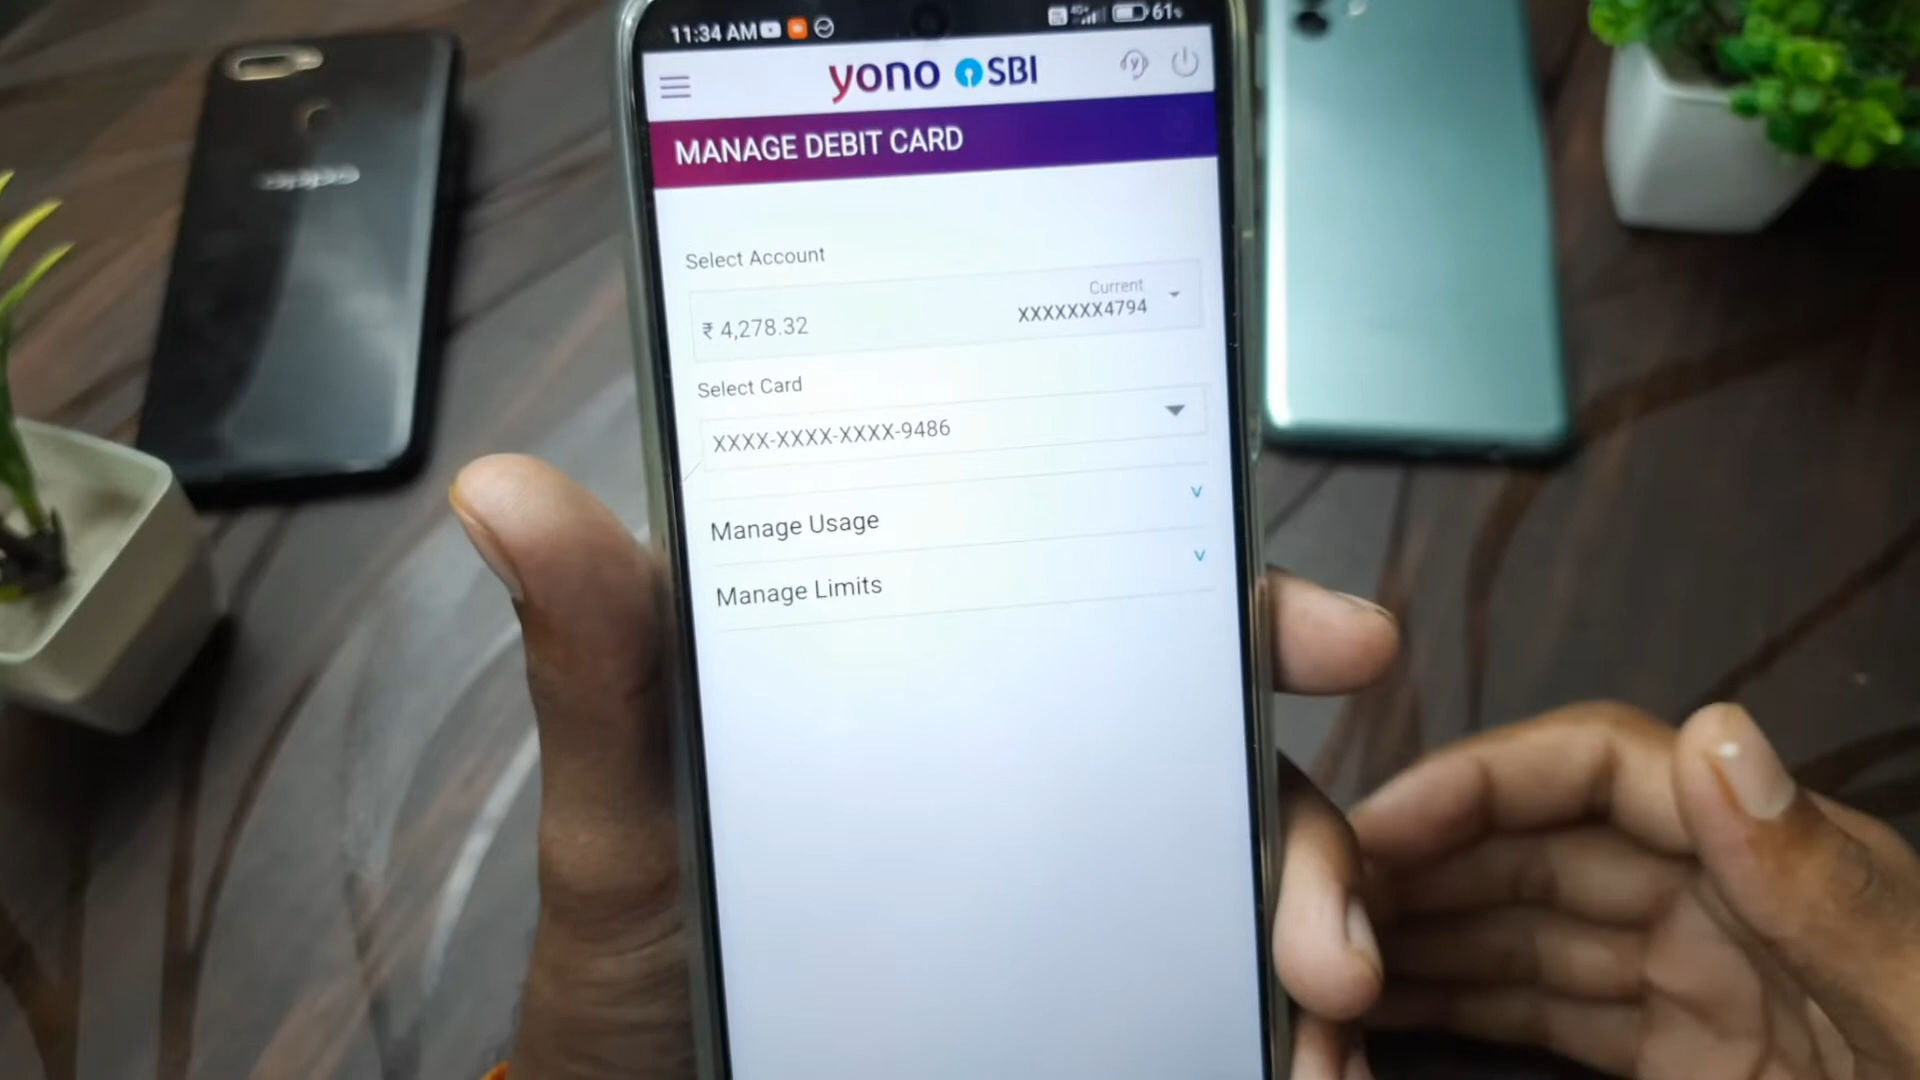 11:34 AM 61%
yono SBI
MANAGE DEBIT CARD
Select Account
Current
₹ 4,278.32 XXXXXXX4794
Select Card
XXXX-XXXX-XXXX-9486
Manage Usage
Manage Limits
oppo